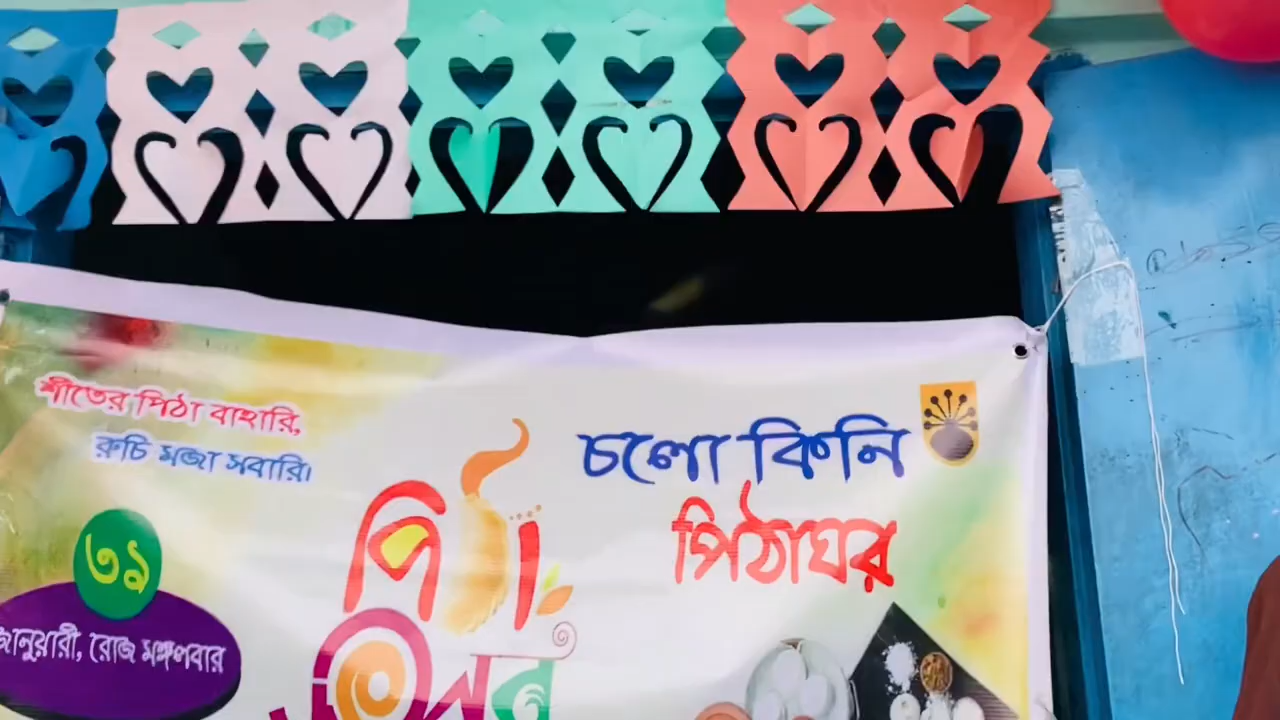 শীতের পিঠা বাহারি,
রুচি মজা সবারি।
৩১
জানুয়ারী, রোজ মঙ্গলবার
পিঠা
চলো কিনি
পিঠাঘর